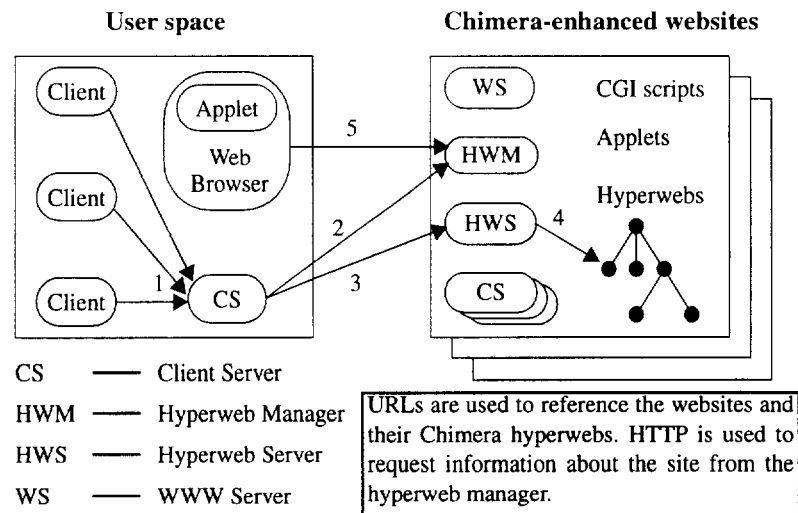 User space
Chimera-enhanced websites
Client
Applet
Web
Browser
Client
Client
1
CS
5
2
3
WS
HWM
HWS
CS
4
CGI scripts
Applets
Hyperwebs
CS — Client Server
HWM — Hyperweb Manager
HWS — Hyperweb Server
WS — WWW Server
URLs are used to reference the websites and
their Chimera hyperwebs. HTTP is used to
request information about the site from the
hyperweb manager.